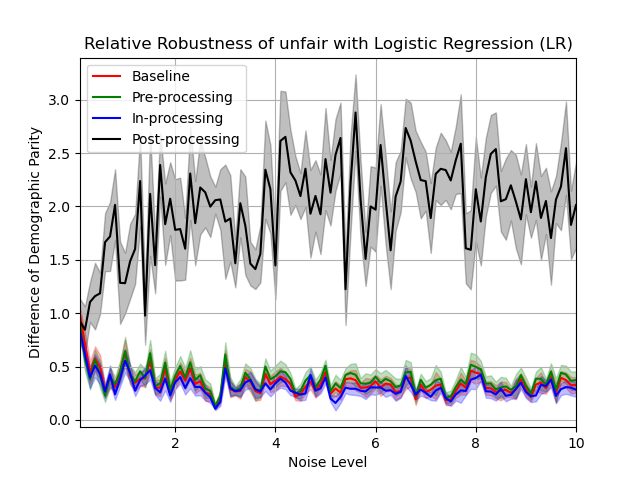 Relative Robustness of unfair with Logistic Regression (LR)
Baseline
Pre-processing
In-processing
Post-processing
Difference of Demographic Parity
3.0
2.5
2.0
1.5
1.0
0.5
0.0
2 4 6 8 10
Noise Level